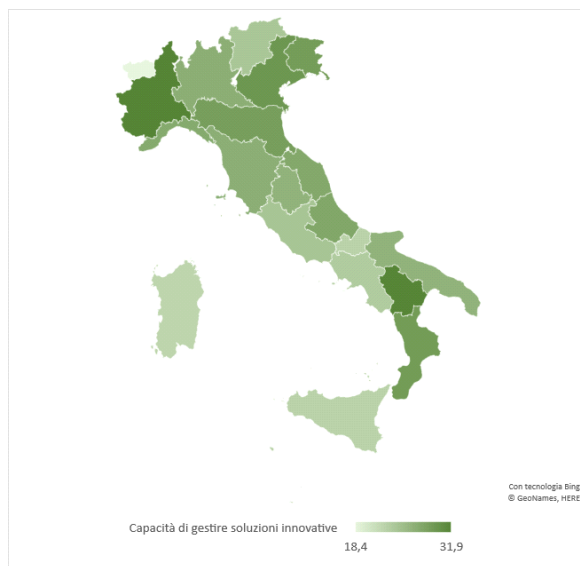 Con tecnologia Bing
© GeoNames, HERE
Capacità di gestire soluzioni innovative
18,4 31,9